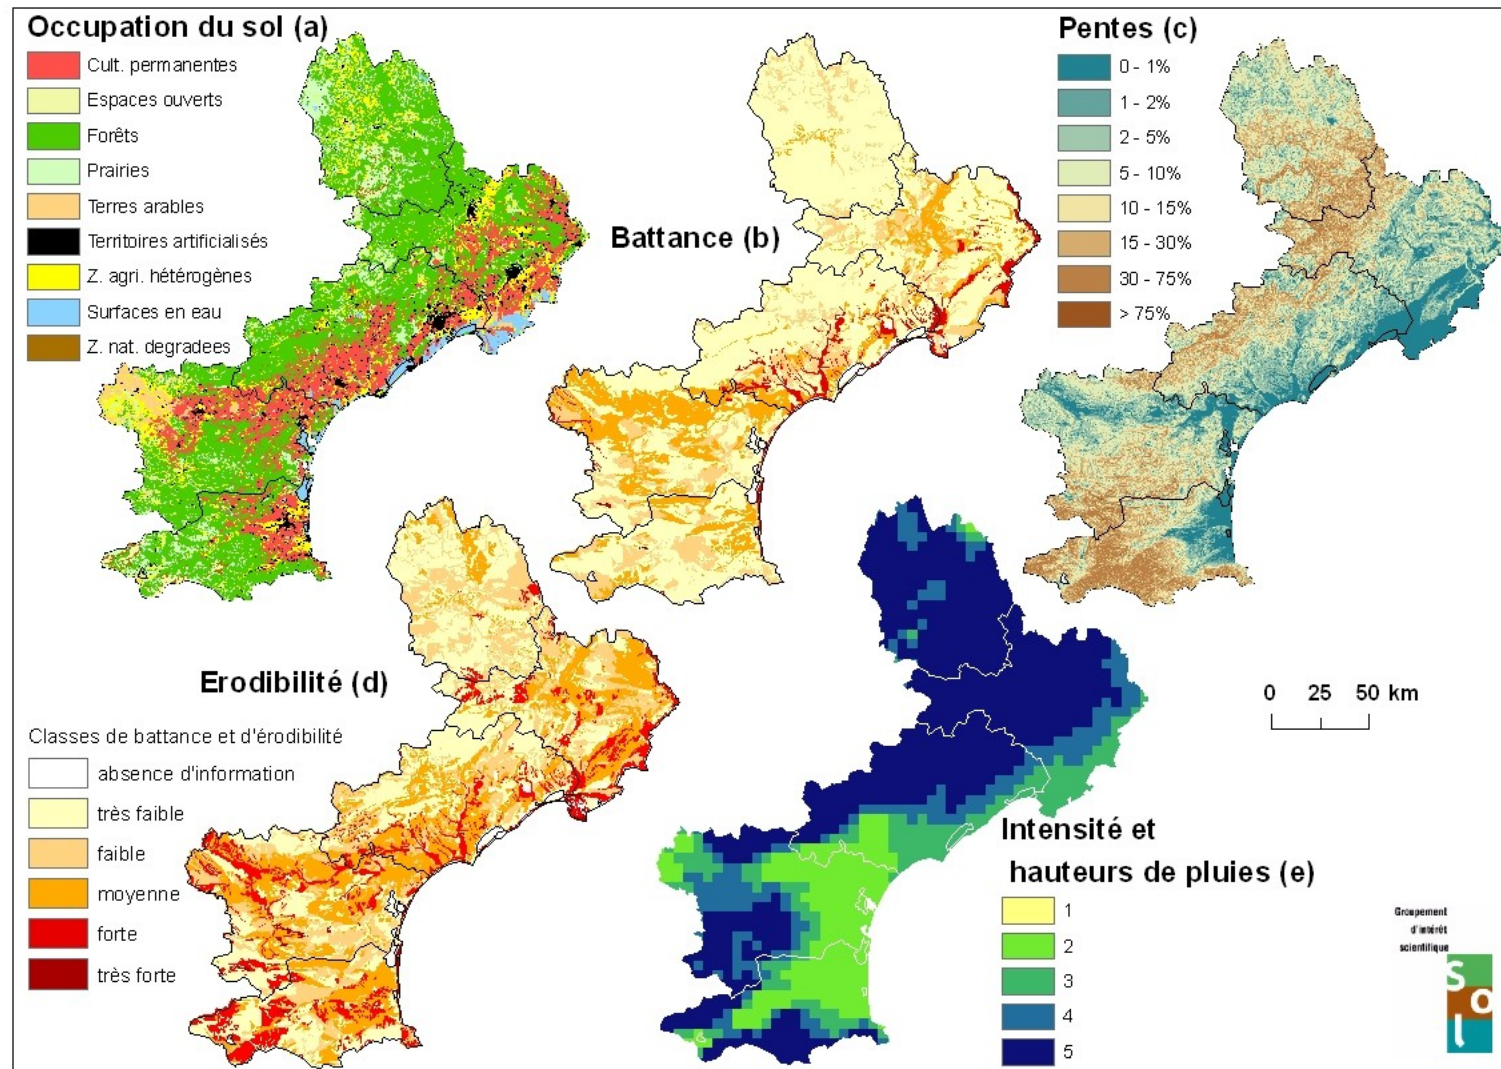 Occupation du sol (a)
Cult. permanentes
Espaces ouverts
Forêts
Prairies
Terres arables
Territoires artificialisés
Z. agri. hétérogènes
Surfaces en eau
Z. nat. degradees
Battance (b)
Pentes (c)
0 - 1%
1 - 2%
2 - 5%
5 - 10%
10 - 15%
15 - 30%
30 - 75%
> 75%
Erodibilité (d)
Classes de battance et d'érodibilité
absence d'information
très faible
faible
moyenne
forte
très forte
0 25 50 km
Intensité et
hauteurs de pluies (e)
1
2
3
4
5
Groupement
d'intérêt
scientifique
Sol